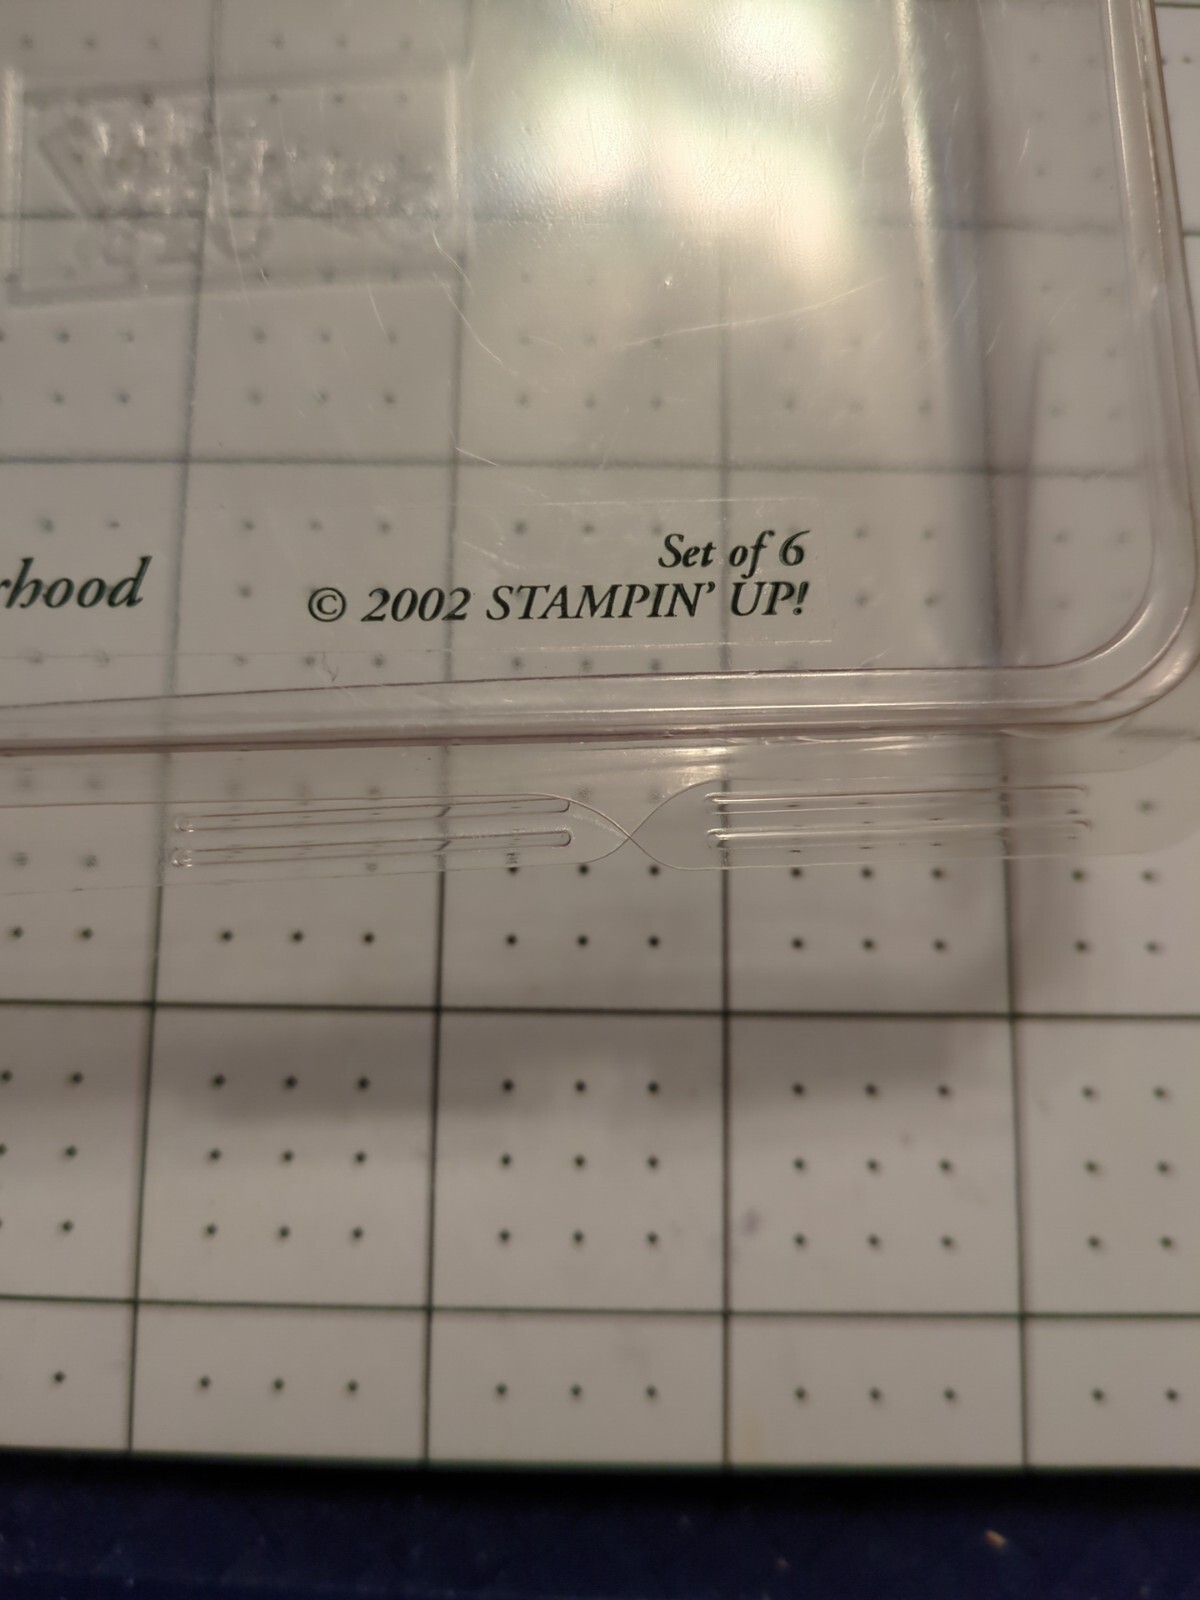 Set of 6
rhood © 2002 STAMPIN' UP!